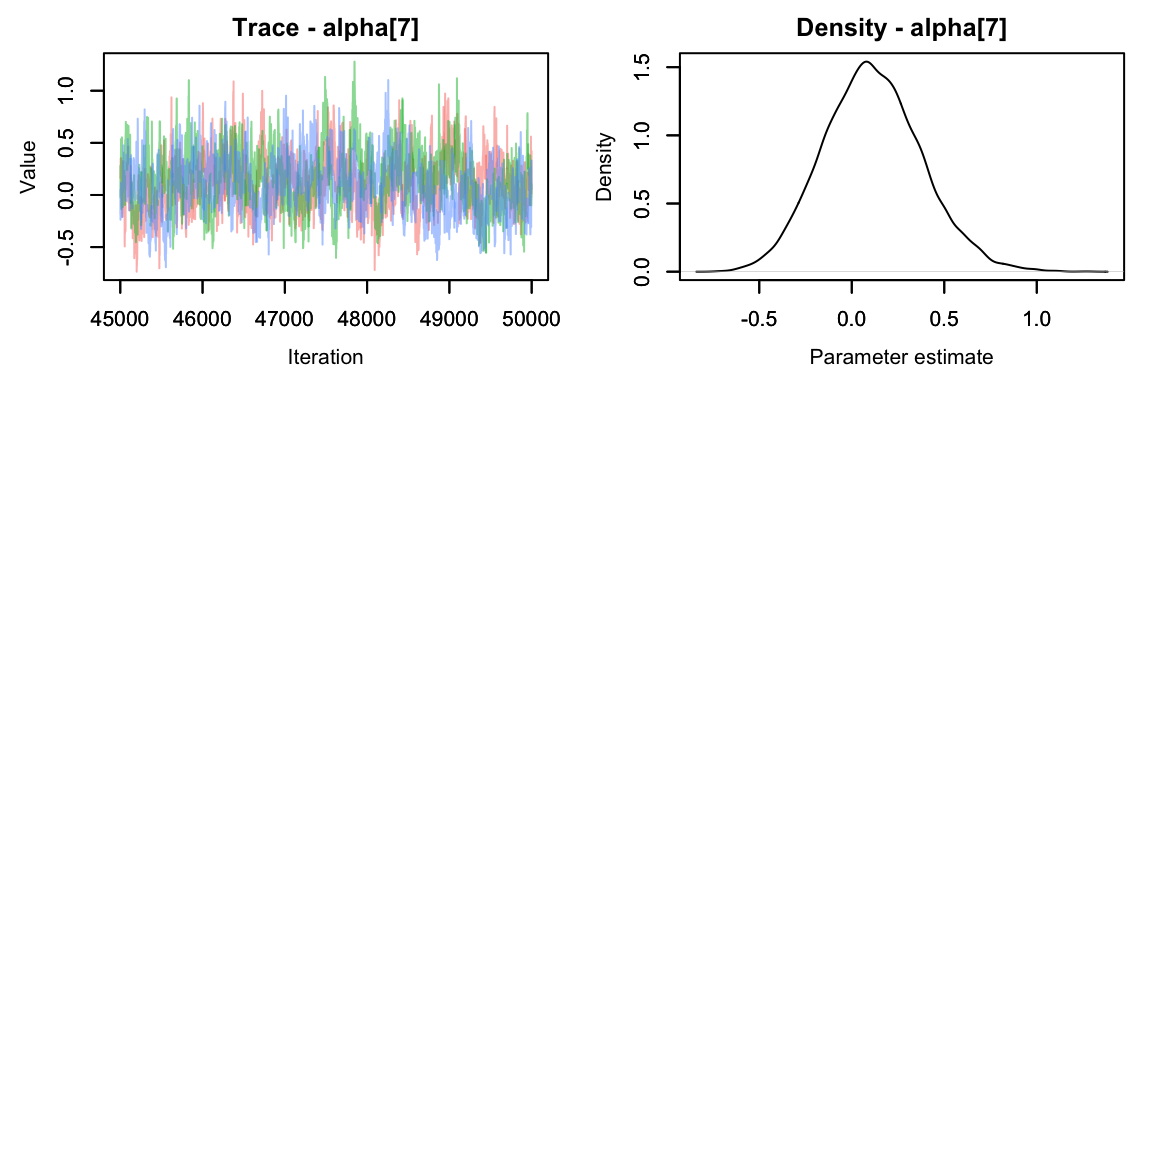 Trace - alpha[7]
Value
-0.5 0.0 0.5 1.0
45000 46000 47000 48000 49000 50000
Iteration
Density - alpha[7]
Density
0.0 0.5 1.0 1.5
-0.5 0.0 0.5 1.0
Parameter estimate